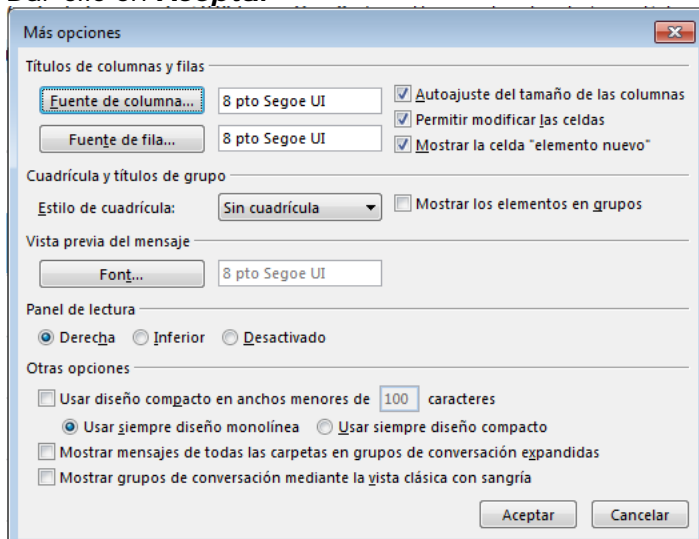 Dar clic en Aceptar
Más opciones
Títulos de columnas y filas
Fuente de columna... 8 pto Segoe UI Autoajuste del tamaño de las columnas
Permitir modificar las celdas
Fuente de fila... 8 pto Segoe UI Mostrar la celda "elemento nuevo"
Cuadrícula y títulos de grupo
Estilo de cuadrícula: Sin cuadrícula Mostrar los elementos en grupos
Vista previa del mensaje
Font... 8 pto Segoe UI
Panel de lectura
Derecha Inferior Desactivado
Otras opciones
Usar diseño compacto en anchos menores de 100 caracteres
Usar siempre diseño monolínea Usar siempre diseño compacto
Mostrar mensajes de todas las carpetas en grupos de conversación expandidas
Mostrar grupos de conversación mediante la vista clásica con sangría
Aceptar Cancelar